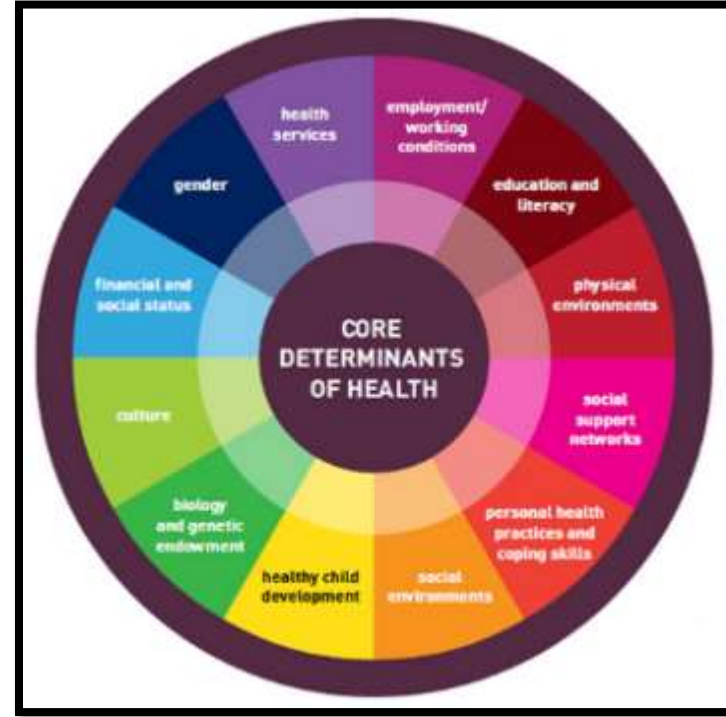 CORE
DETERMINANTS
OF HEALTH
employment/
working
conditions
education and
literacy
physical
environments
social
support
networks
personal health
practices and
coping skills
social
environments
healthy child
development
biology
and genetic
endowment
culture
financial and
social status
gender
health
services